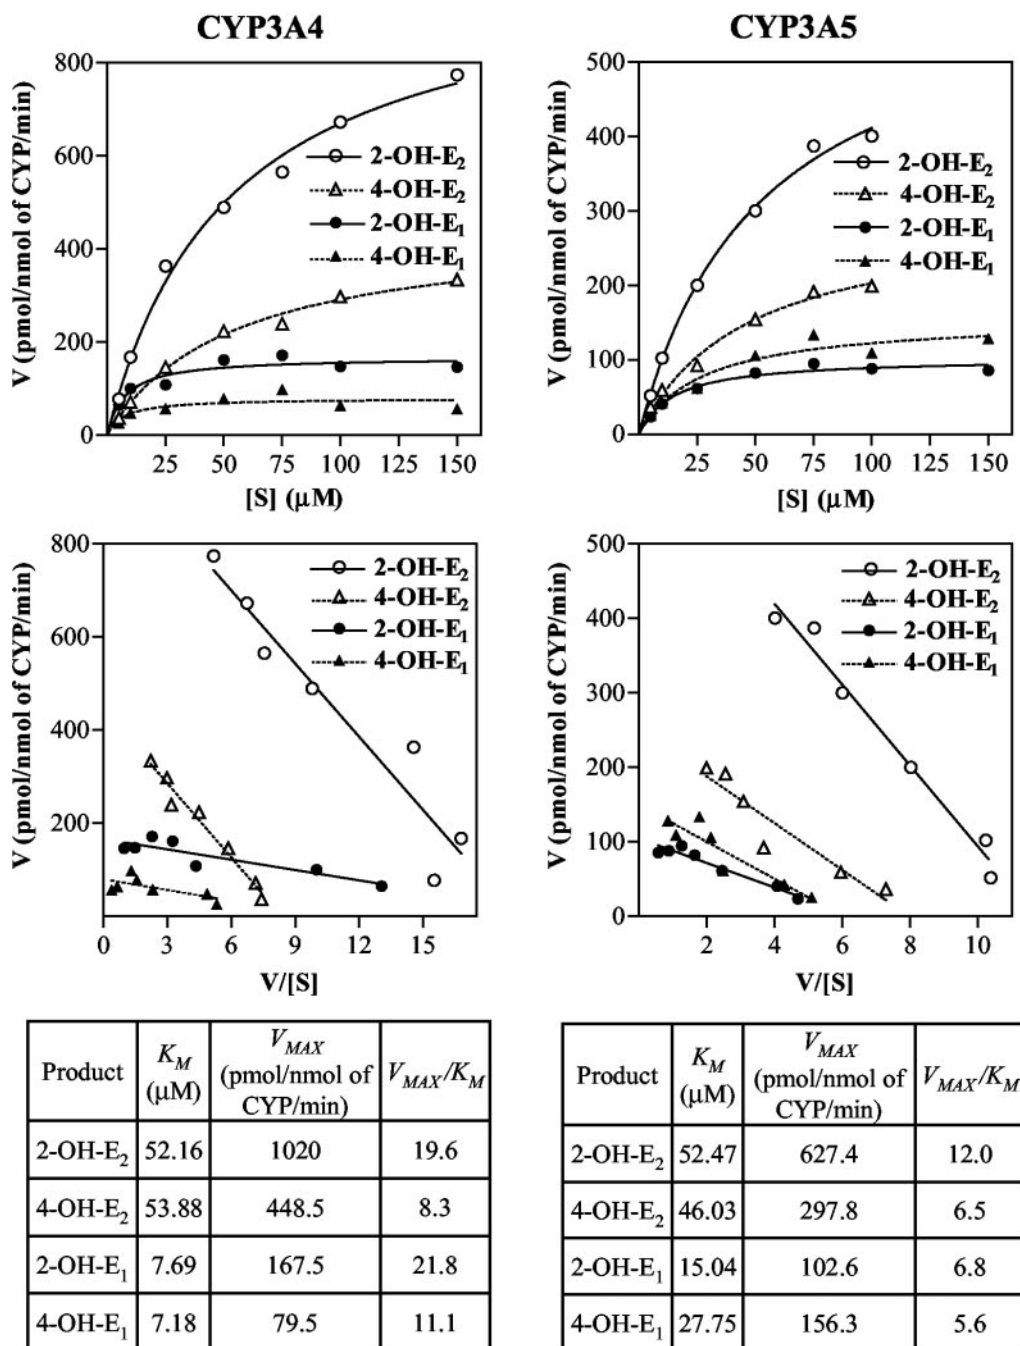 CYP3A4
V (pmol/nmol of CYP/min)
800
600
400
200
0
2-OH-E2
4-OH-E2
2-OH-E1
4-OH-E1
25 50 75 100 125 150
[S] (µM)
CYP3A5
V (pmol/nmol of CYP/min)
500
400
300
200
100
0
2-OH-E2
4-OH-E2
2-OH-E1
4-OH-E1
25 50 75 100 125 150
[S] (µM)
V (pmol/nmol of CYP/min)
800
600
400
200
2-OH-E2
4-OH-E2
2-OH-E1
4-OH-E1
0 3 6 9 12 15
V/[S]
V (pmol/nmol of CYP/min)
500
400
300
200
100
0
2-OH-E2
4-OH-E2
2-OH-E1
4-OH-E1
2 4 6 8 10
V/[S]
Product KM (µM) VMAX (pmol/nmol of CYP/min) VMAX/KM
2-OH-E2 52.16 1020 19.6
4-OH-E2 53.88 448.5 8.3
2-OH-E1 7.69 167.5 21.8
4-OH-E1 7.18 79.5 11.1
Product KM (µM) VMAX (pmol/nmol of CYP/min) VMAX/KM
2-OH-E2 52.47 627.4 12.0
4-OH-E2 46.03 297.8 6.5
2-OH-E1 15.04 102.6 6.8
4-OH-E1 27.75 156.3 5.6